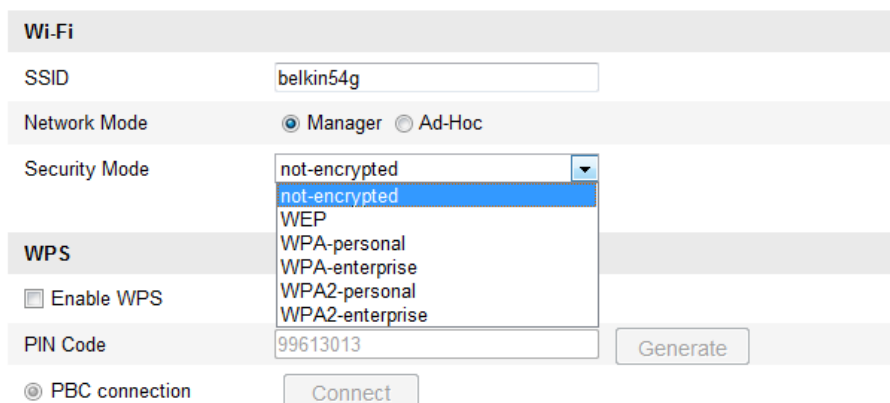 Wi-Fi
SSID belkin54g
Network Mode Manager Ad-Hoc
Security Mode not-encrypted
not-encrypted
WEP
WPA-personal
WPA-enterprise
WPA2-personal
WPA2-enterprise
WPS
Enable WPS
PIN Code 99613013 Generate
PBC connection Connect